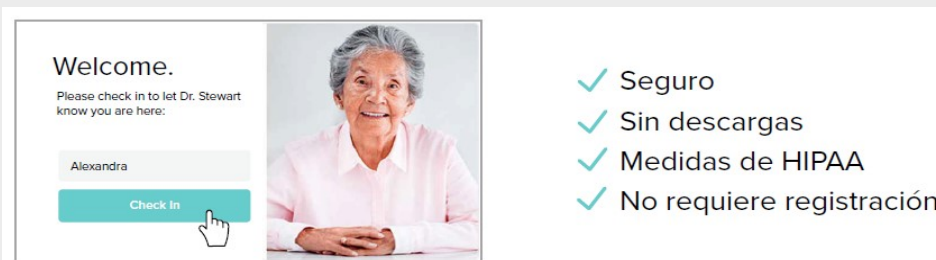 Welcome.
Please check in to let Dr. Stewart
know you are here:
Alexandra
Check In
Seguro
Sin descargas
Medidas de HIPAA
No requiere registración